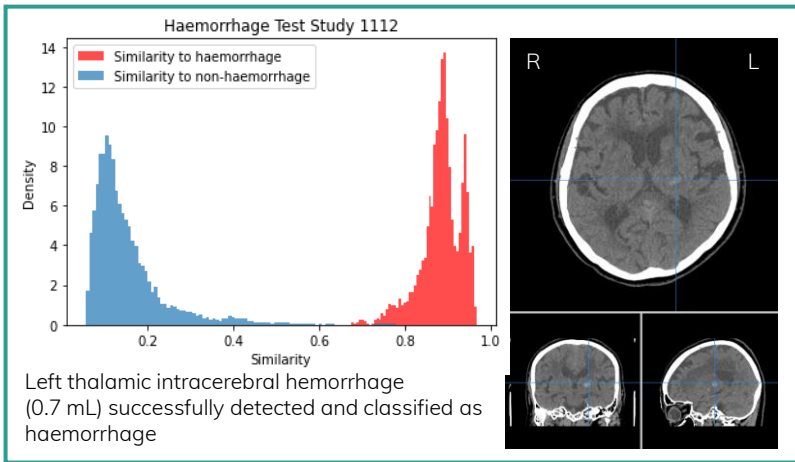 Haemorrhage Test Study 1112
Similarity to haemorrhage
Similarity to non-haemorrhage
14
12
10
8
6
4
2
0
Density
0.2
0.4
0.6
0.8
1.0
Similarity
R
L
Left thalamic intracerebral hemorrhage
(0.7 mL) successfully detected and classified as
haemorrhage